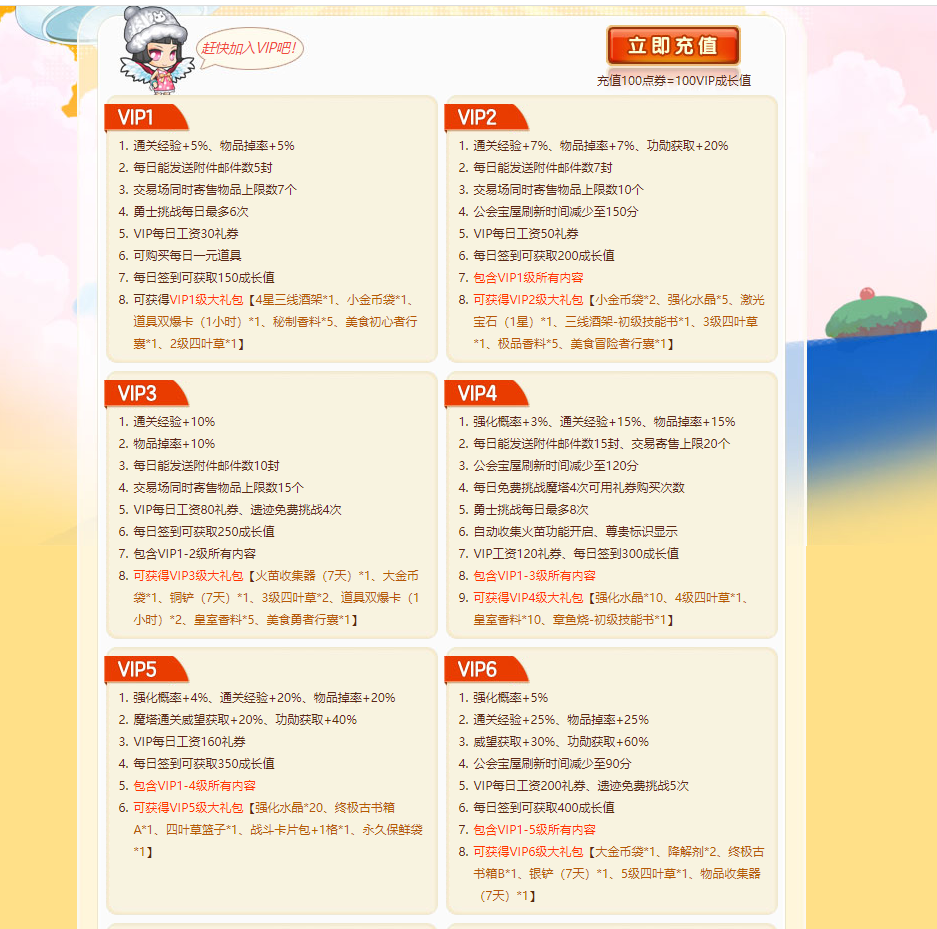 赶快加入VIP吧!
立即充值
充值100点券=100VIP成长值
VIP1
1. 通关经验+5%、物品掉率+5%
2. 每日能发送附件邮件数5封
3. 交易场同时寄售物品上限数7个
4. 勇士挑战每日最多6次
5. VIP每日工资30礼券
6. 可购买每日一元道具
7. 每日签到可获取150成长值
8. 可获得VIP1级大礼包【4星三线酒架*1、小金币袋*1、
道具双爆卡（1小时）*1、秘制香料*5、美食初心者行
囊*1、2级四叶草*1】
VIP2
1. 通关经验+7%、物品掉率+7%、功勋获取+20%
2. 每日能发送附件邮件数7封
3. 交易场同时寄售物品上限数10个
4. 公会宝屋刷新时间减少至150分
5. VIP每日工资50礼券
6. 每日签到可获取200成长值
7. 包含VIP1级所有内容
8. 可获得VIP2级大礼包【小金币袋*2、强化水晶*5、激光
宝石（1星）*1、三线酒架-初级技能书*1、3级四叶草
*1、极品香料*5、美食冒险者行囊*1】
VIP3
1. 通关经验+10%
2. 物品掉率+10%
3. 每日能发送附件邮件数10封
4. 交易场同时寄售物品上限数15个
5. VIP每日工资80礼券、遗迹免费挑战4次
6. 每日签到可获取250成长值
7. 包含VIP1-2级所有内容
8. 可获得VIP3级大礼包【火苗收集器（7天）*1、大金币
袋*1、铜铲（7天）*1、3级四叶草*2、道具双爆卡（1
小时）*2、皇室香料*5、美食勇者行囊*1】
VIP4
1. 强化概率+3%、通关经验+15%、物品掉率+15%
2. 每日能发送附件邮件数15封、交易寄售上限20个
3. 公会宝屋刷新时间减少至120分
4. 每日免费挑战魔塔4次可用礼券购买次数
5. 勇士挑战每日最多8次
6. 自动收集火苗功能开启、尊贵标识显示
7. VIP工资120礼券、每日签到300成长值
8. 包含VIP1-3级所有内容
9. 可获得VIP4级大礼包【强化水晶*10、4级四叶草*1、
皇室香料*10、章鱼烧-初级技能书*1】
VIP5
1. 强化概率+4%、通关经验+20%、物品掉率+20%
2. 魔塔通关威望获取+20%、功勋获取+40%
3. VIP每日工资160礼券
4. 每日签到可获取350成长值
5. 包含VIP1-4级所有内容
6. 可获得VIP5级大礼包【强化水晶*20、终极古书箱
A*1、四叶草篮子*1、战斗卡片包+1格*1、永久保鲜袋
*1】
VIP6
1. 强化概率+5%
2. 通关经验+25%、物品掉率+25%
3. 威望获取+30%、功勋获取+60%
4. 公会宝屋刷新时间减少至90分
5. VIP每日工资200礼券、遗迹免费挑战5次
6. 每日签到可获取400成长值
7. 包含VIP1-5级所有内容
8. 可获得VIP6级大礼包【大金币袋*1、降解剂*2、终极古
书箱B*1、银铲（7天）*1、5级四叶草*1、物品收集器
（7天）*1】